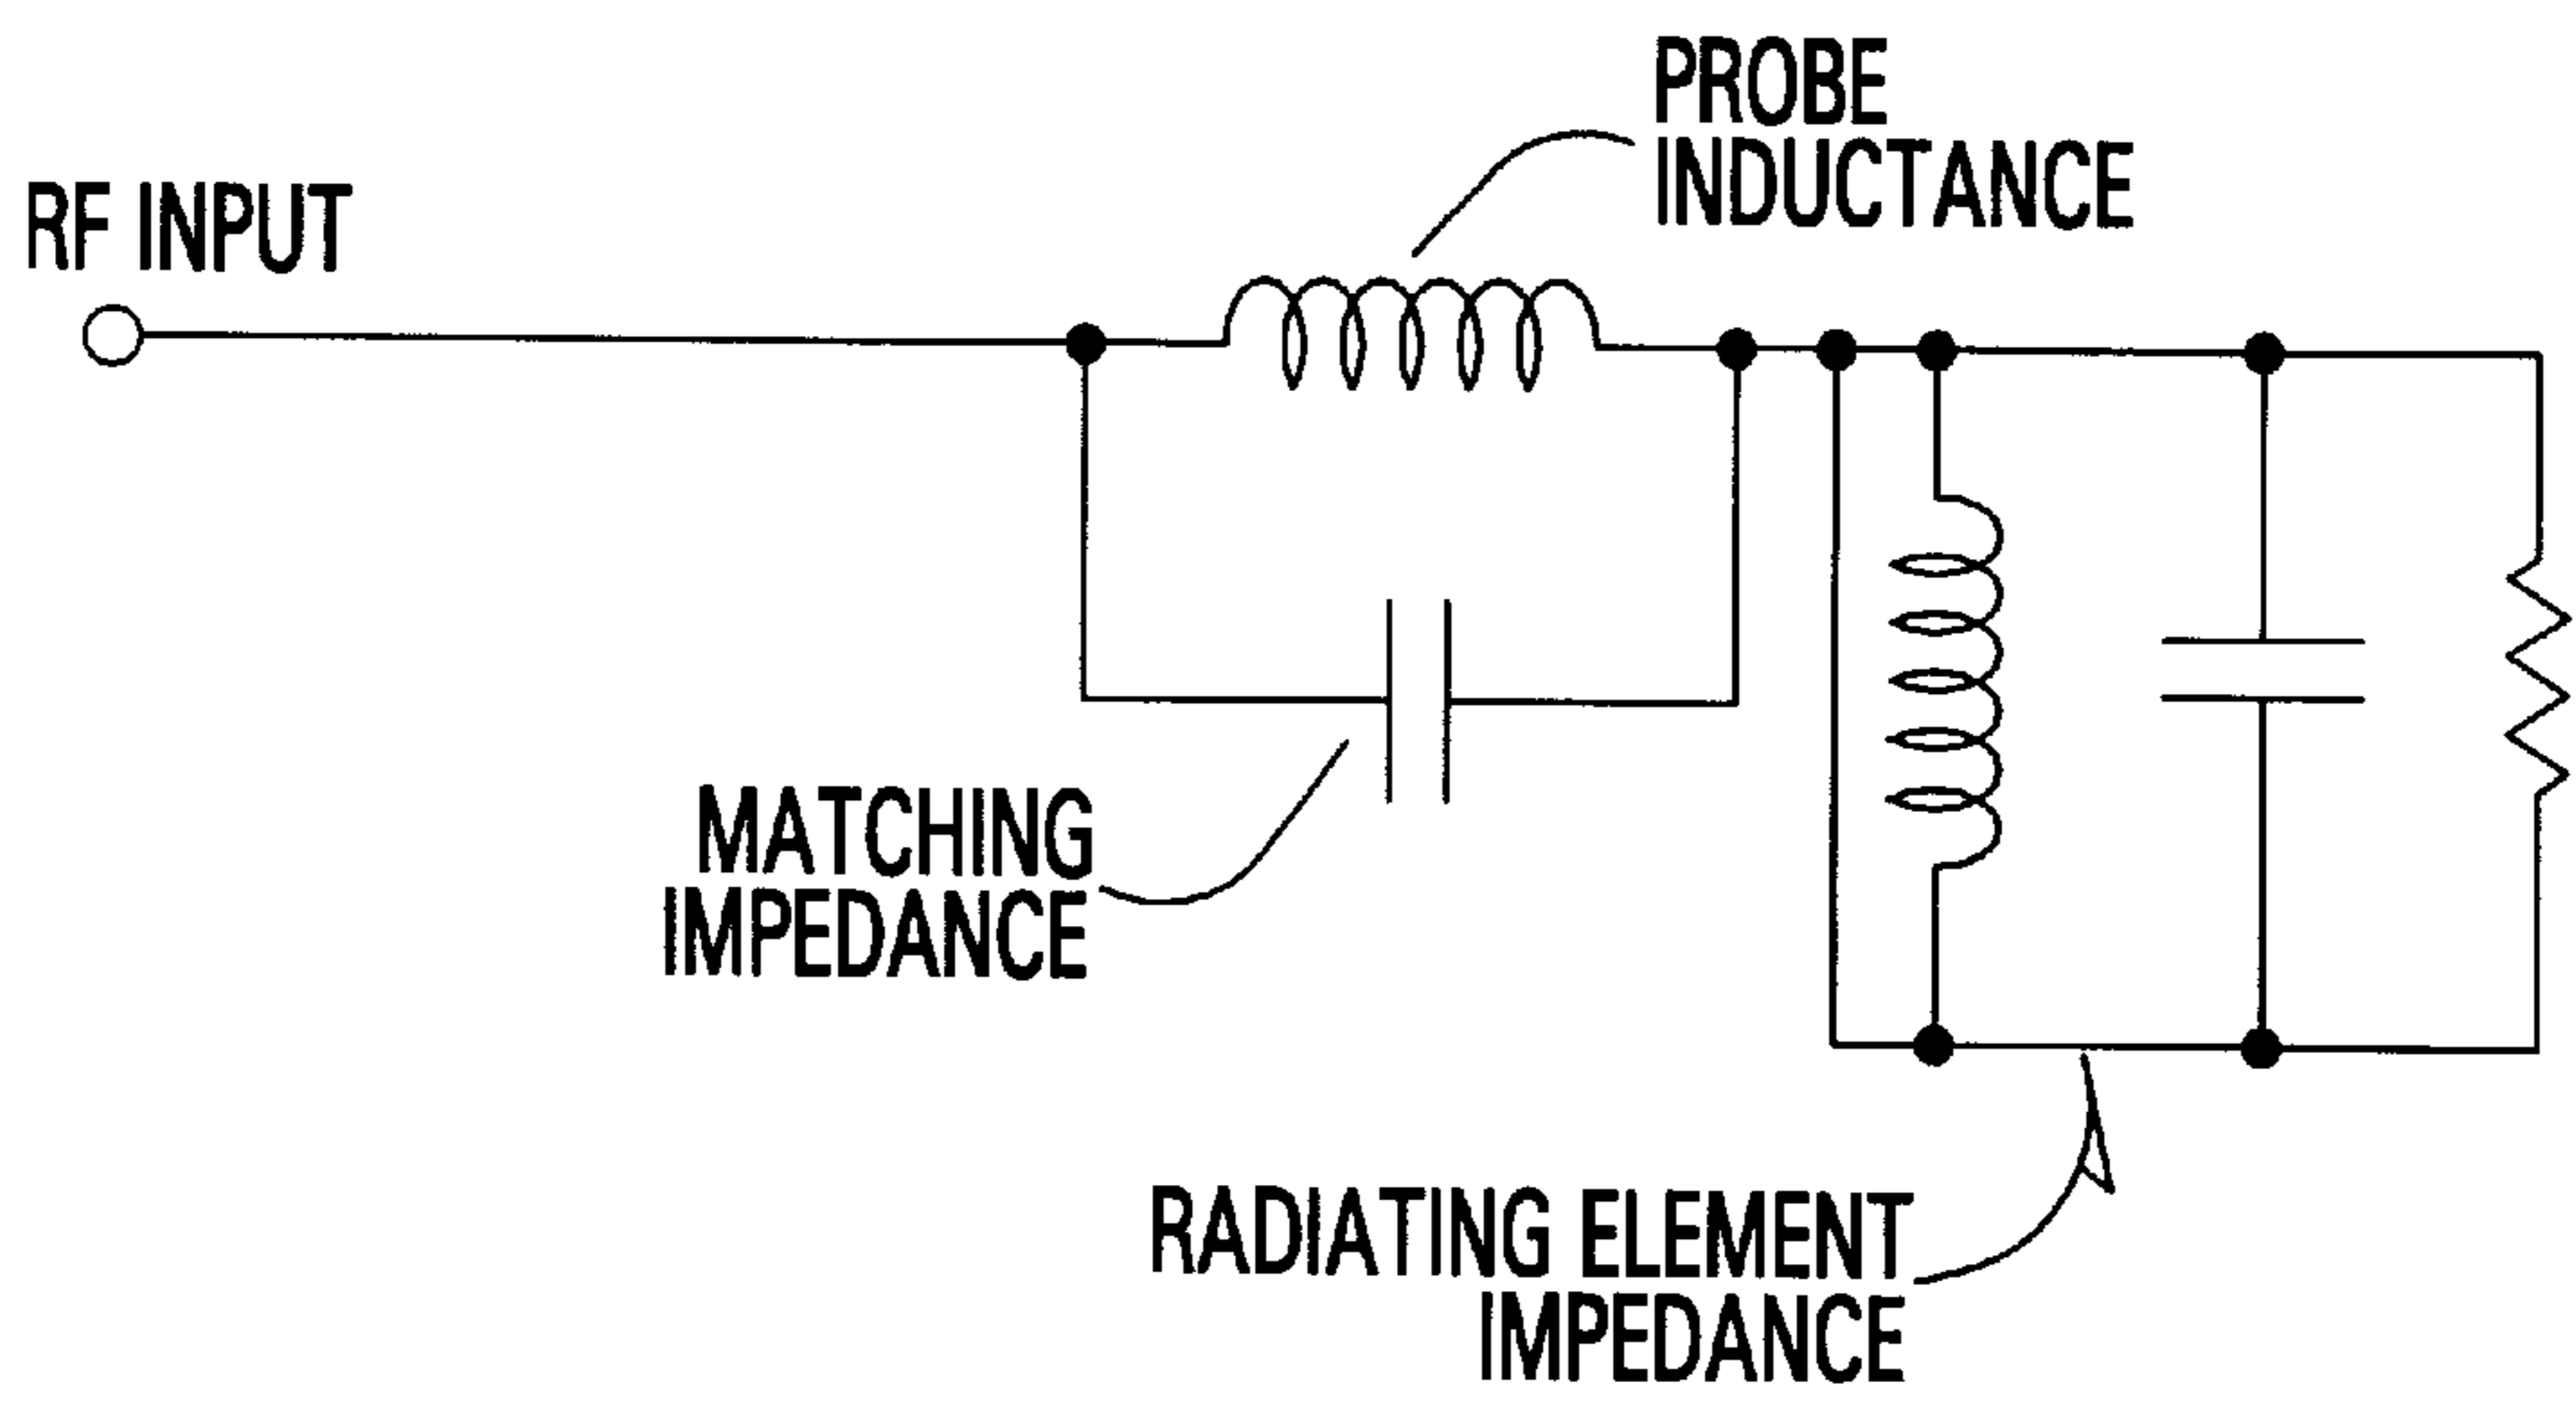 PROBE
INDUCTANCE
RF INPUT
MATCHING
IMPEDANCE
RADIATING ELEMENT
IMPEDANCE